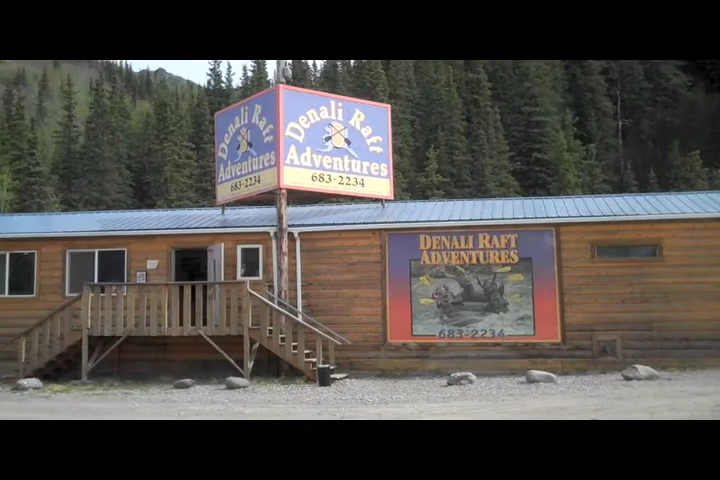 Denali Raft
Adventures
683-2234
Denali Raft
Adventures
683-2234
DENALI RAFT
ADVENTURES
683-2234